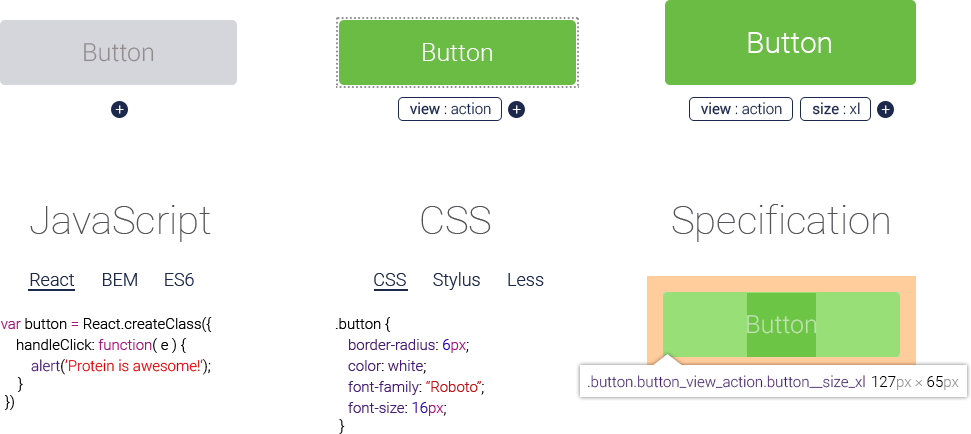 Button
Button
Button
+
view : action +
view : action size : xl +
JavaScript
CSS
Specification
React BEM ES6
CSS Stylus Less
var button = React.createClass({
handleClick: function( e ) {
alert('Protein is awesome!');
}
})
.button {
border-radius: 6px;
color: white;
font-family: “Roboto”;
font-size: 16px;
}
Button
.button.button_view_action.button__size_xl 127px × 65px